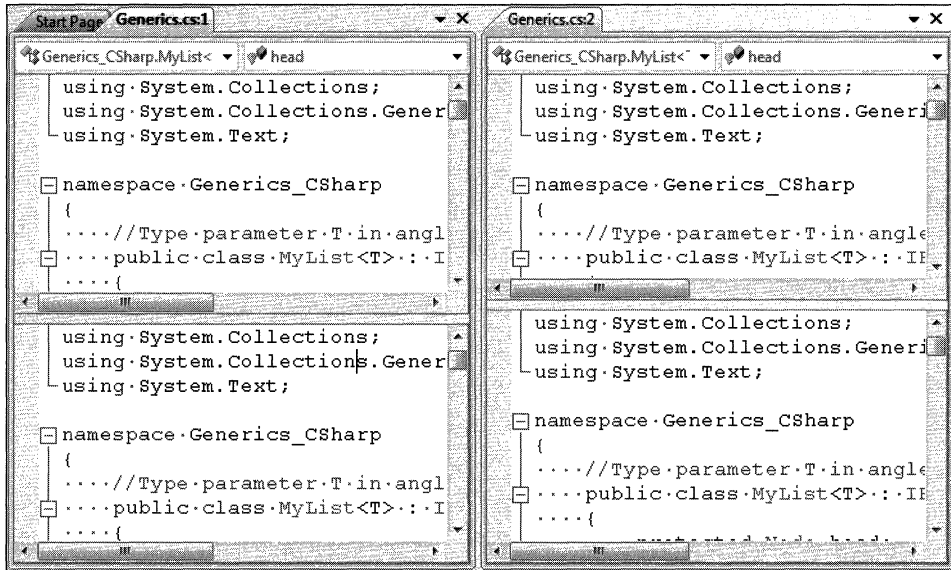 Start Page Generics.cs:1
Generics_CSharp.MyList< head
using·System.Collections;
using·System.Collections.Gener
using·System.Text;
namespace·Generics_CSharp
{
····//Type·parameter·T·in·angl
····public·class·MyList<T>·:·I
····{
using·System.Collections;
using·System.Collections.Gener
using·System.Text;
namespace·Generics_CSharp
{
····//Type·parameter·T·in·angl
····public·class·MyList<T>·:·I
····{
Generics.cs:2
Generics_CSharp.MyList< head
using·System.Collections;
using·System.Collections.Generi
using·System.Text;
namespace·Generics_CSharp
{
····//Type·parameter·T·in·angle
····public·class·MyList<T>·:·IE
using·System.Collections;
using·System.Collections.Generi
using·System.Text;
namespace·Generics_CSharp
{
····//Type·parameter·T·in·angle
····public·class·MyList<T>·:·IE
····{